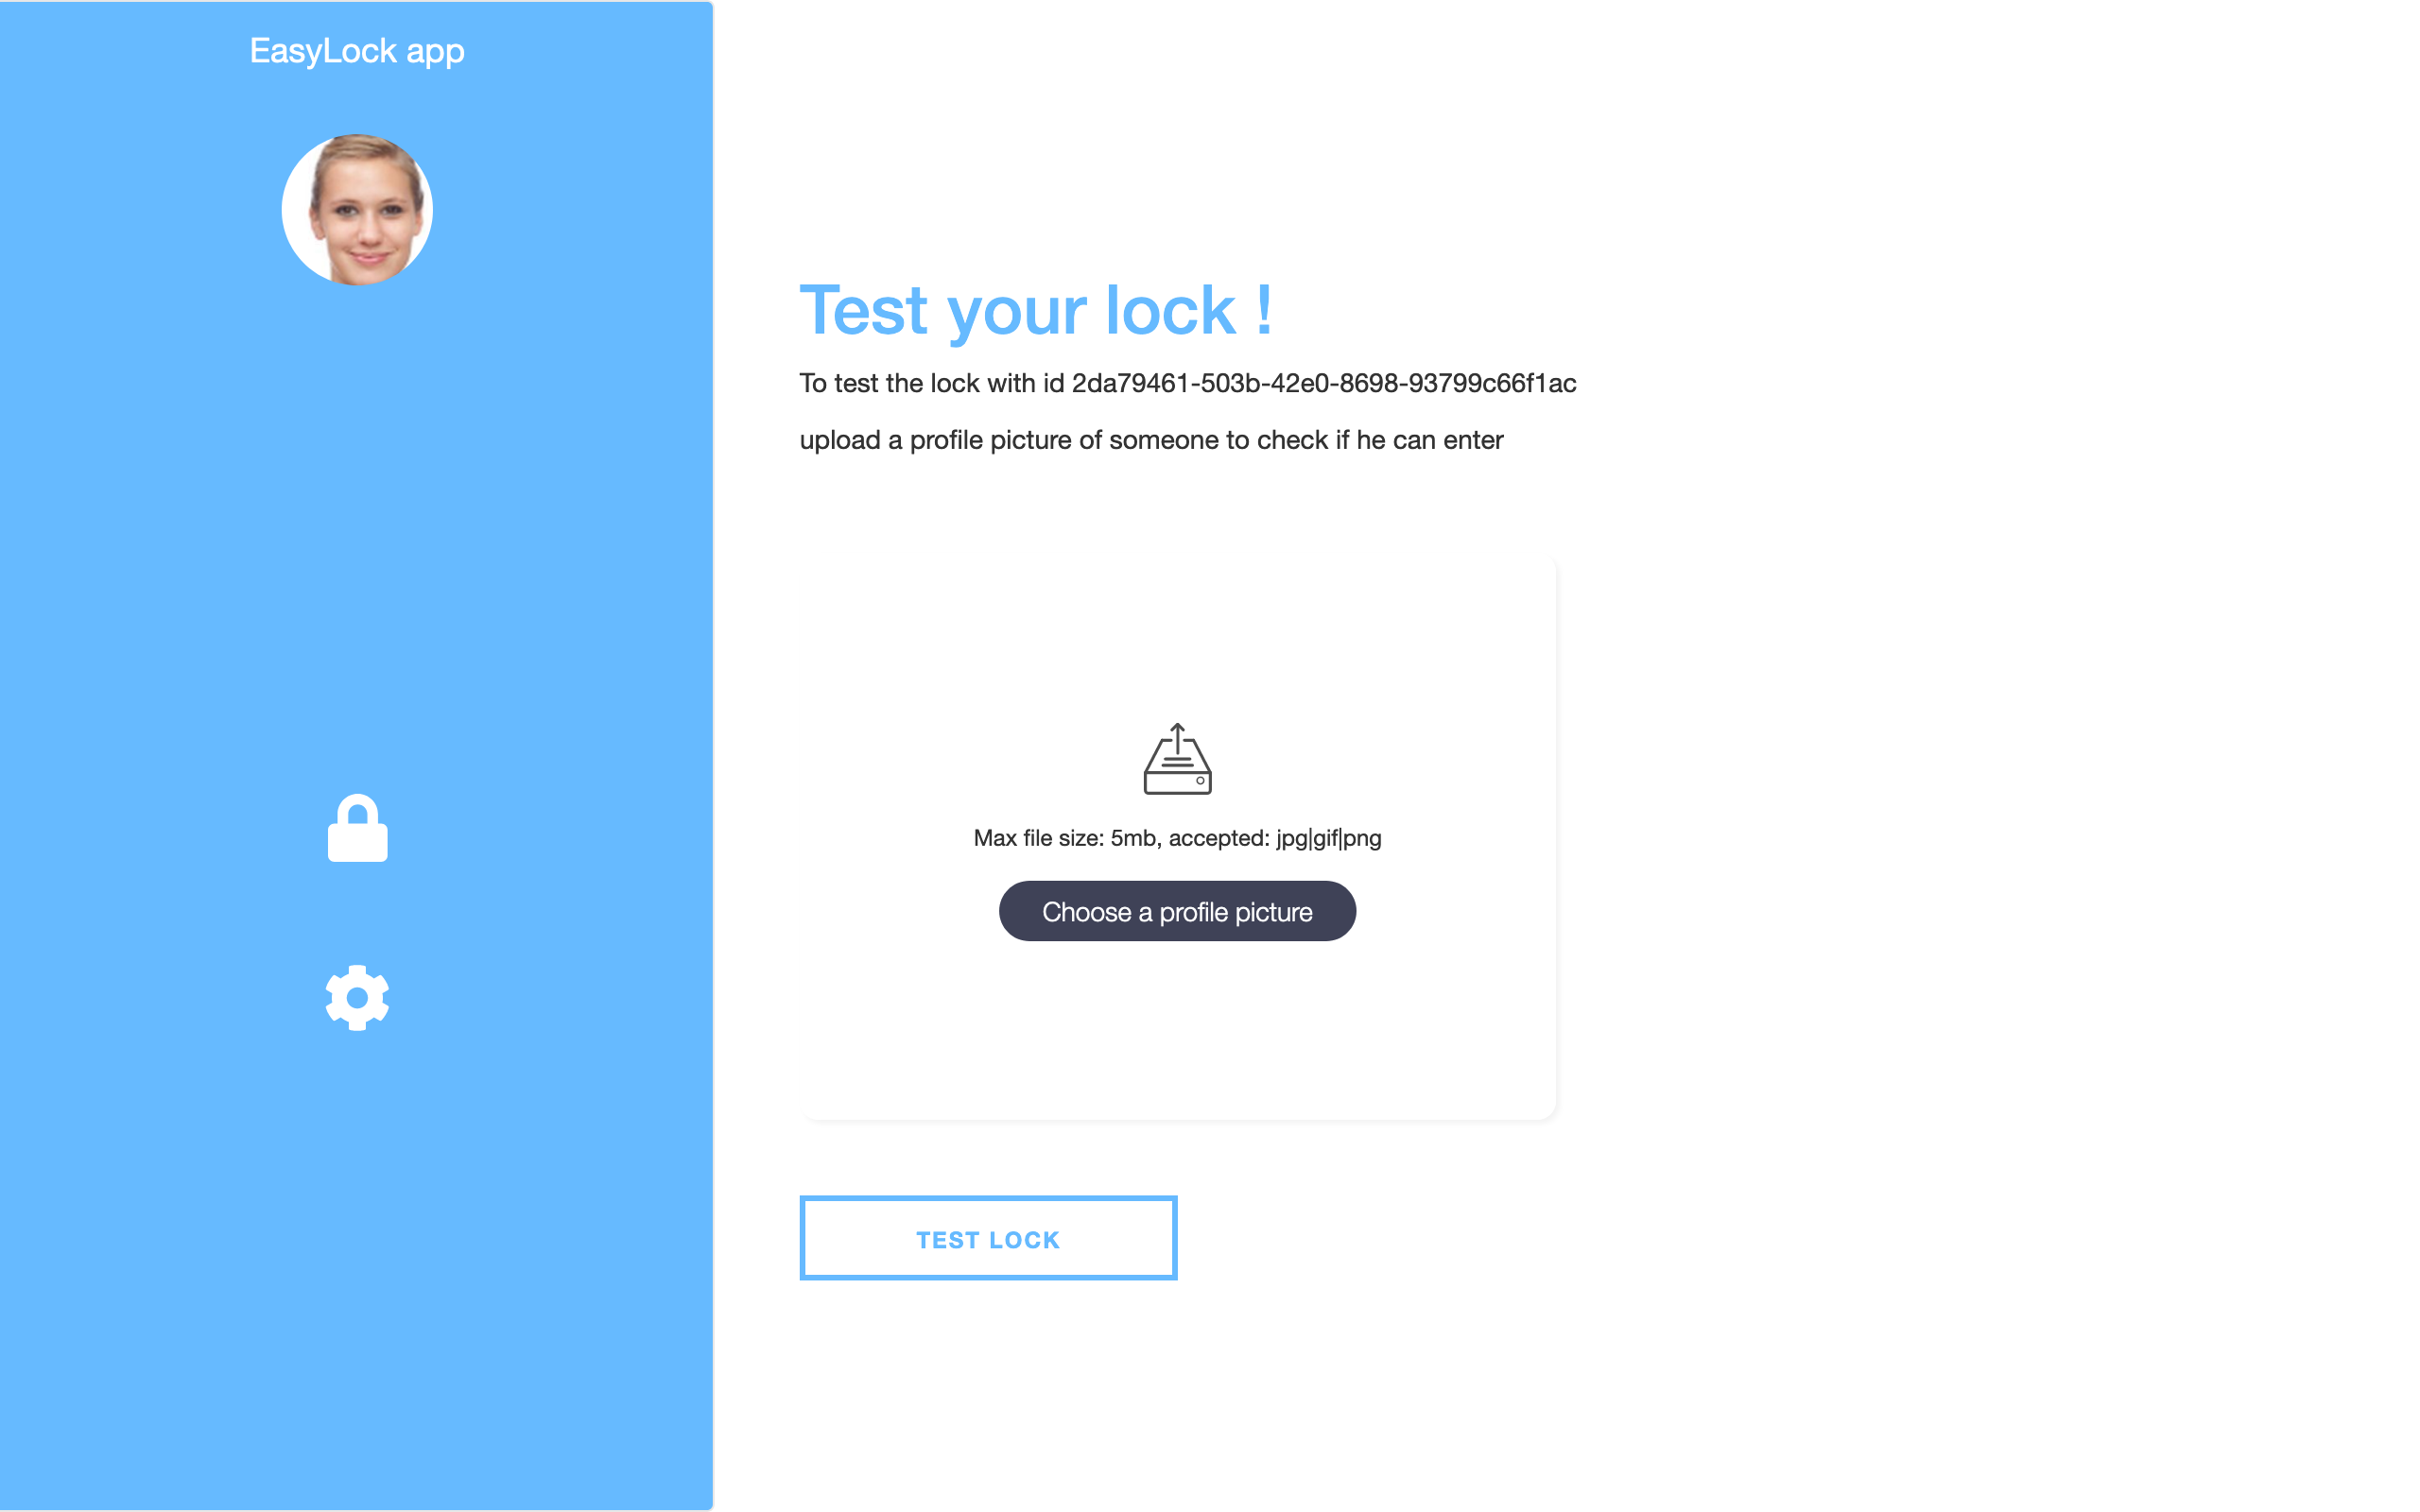 EasyLock app
Test your lock !
To test the lock with id 2da79461-503b-42e0-8698-93799c66f1ac
upload a profile picture of someone to check if he can enter
Max file size: 5mb, accepted: jpg|gif|png
Choose a profile picture
TEST LOCK